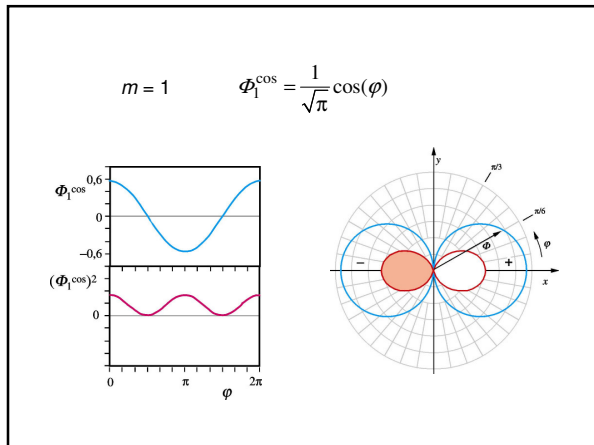 m = 1
Φ₁ᶜᵒˢ = 1/√π cos(φ)
Φ₁ᶜᵒˢ
0,6
0
−0,6
(Φ₁ᶜᵒˢ)²
0
0
π
2π
φ
y
π/3
π/6
φ
Φ
−
+
x